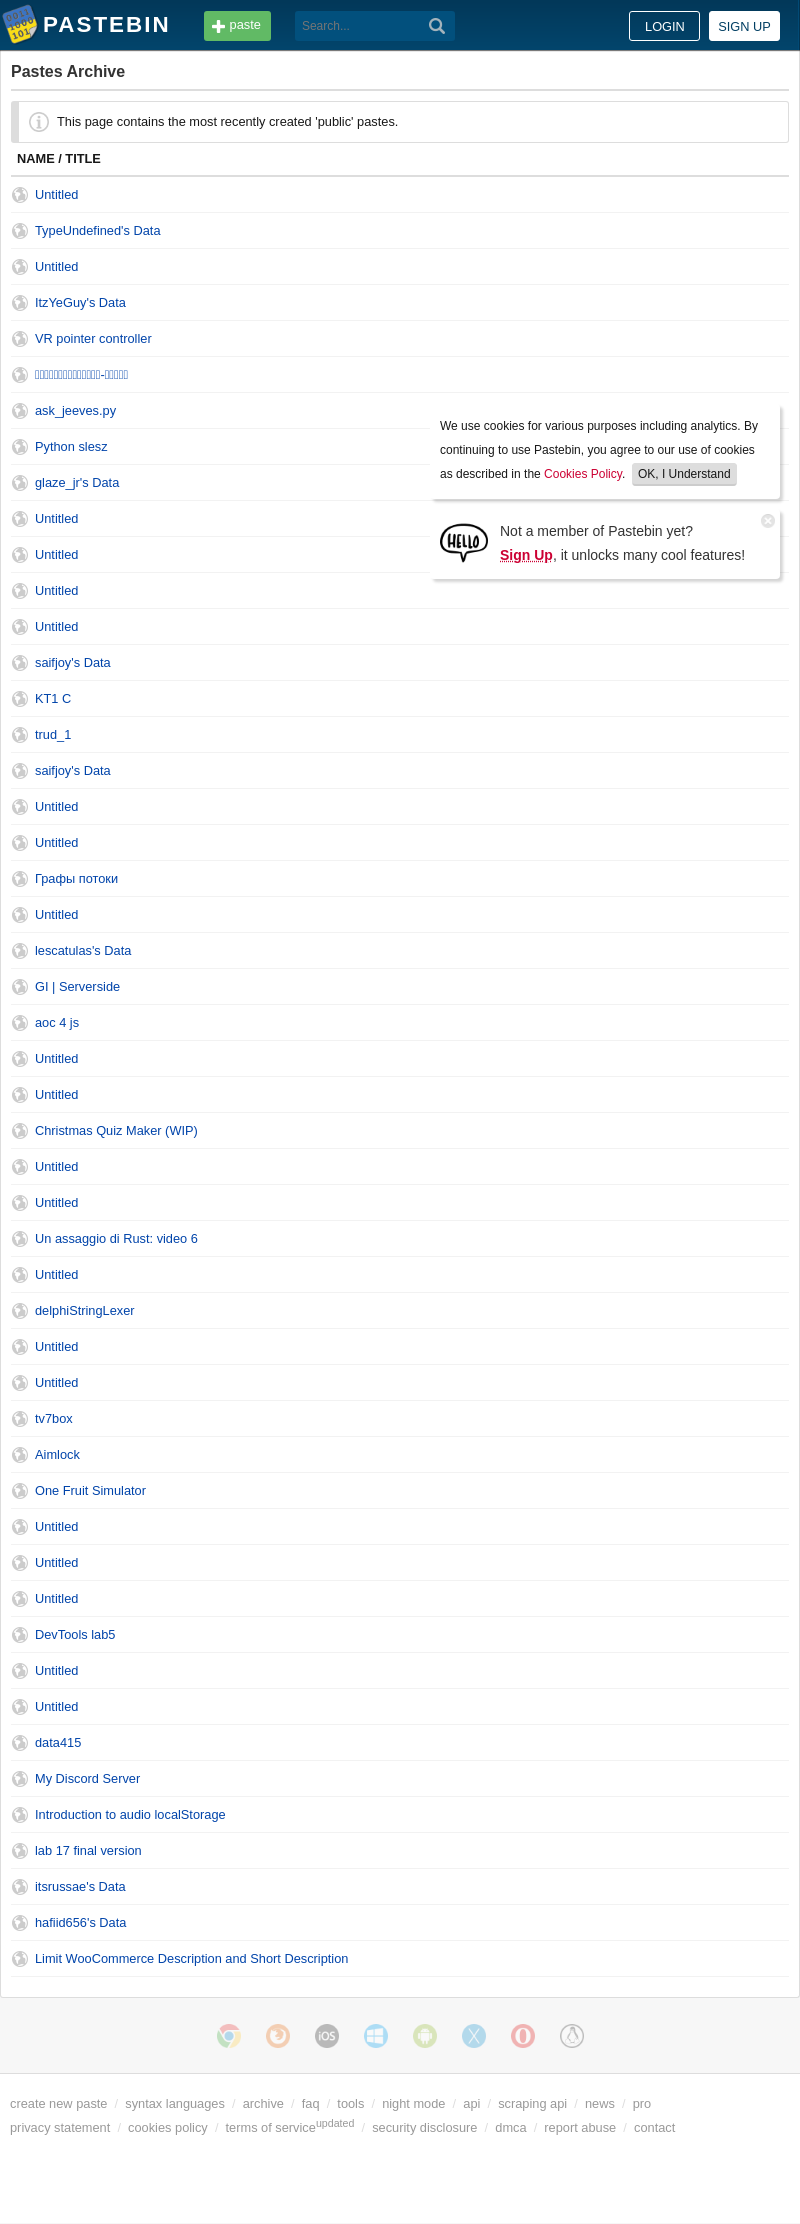 PASTEBIN
paste
Search...
LOGIN
SIGN UP
Pastes Archive
This page contains the most recently created 'public' pastes.
NAME / TITLE
Untitled
TypeUndefined's Data
Untitled
ItzYeGuy's Data
VR pointer controller
ask_jeeves.py
Python slesz
glaze_jr's Data
Untitled
Untitled
Untitled
Untitled
saifjoy's Data
KT1 C
trud_1
saifjoy's Data
Untitled
Untitled
Графы потоки
Untitled
lescatulas's Data
GI | Serverside
aoc 4 js
Untitled
Untitled
Christmas Quiz Maker (WIP)
Untitled
Untitled
Un assaggio di Rust: video 6
Untitled
delphiStringLexer
Untitled
Untitled
tv7box
Aimlock
One Fruit Simulator
Untitled
Untitled
Untitled
DevTools lab5
Untitled
Untitled
data415
My Discord Server
Introduction to audio localStorage
lab 17 final version
itsrussae's Data
hafiid656's Data
Limit WooCommerce Description and Short Description
We use cookies for various purposes including analytics. By
continuing to use Pastebin, you agree to our use of cookies
as described in the Cookies Policy. OK, I Understand
HELLO
Not a member of Pastebin yet?
Sign Up, it unlocks many cool features!
iOS
create new paste / syntax languages / archive / faq / tools / night mode / api / scraping api / news / pro
privacy statement / cookies policy / terms of service updated / security disclosure / dmca / report abuse / contact